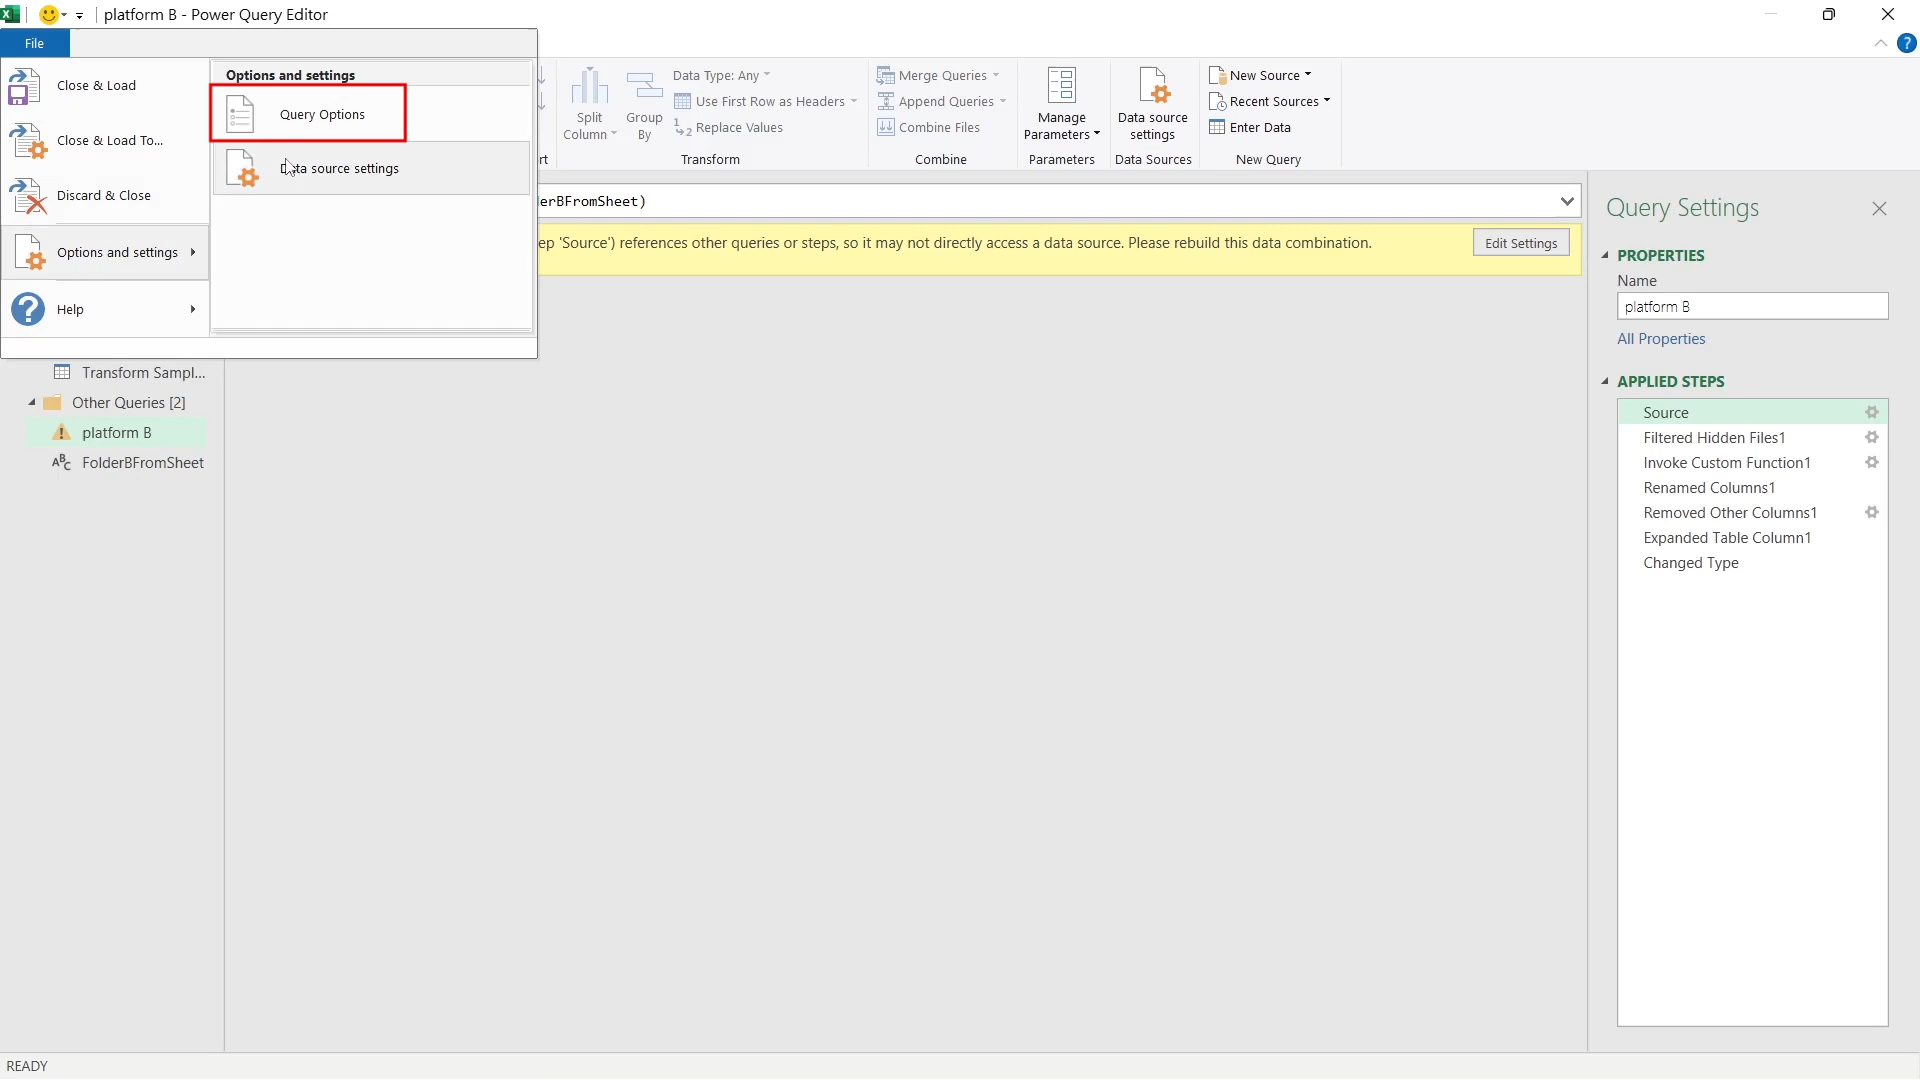 platform B - Power Query Editor
File
Close & Load
Close & Load To...
Discard & Close
Options and settings
Help
Options and settings
Query Options
Data source settings
Split Column
Group By
Data Type: Any
Use First Row as Headers
Replace Values
Transform
Merge Queries
Append Queries
Combine Files
Combine
Manage Parameters
Parameters
Data source settings
Data Sources
New Source
Recent Sources
Enter Data
New Query
erBFromSheet)
ep 'Source') references other queries or steps, so it may not directly access a data source. Please rebuild this data combination.
Edit Settings
Transform Sampl...
Other Queries [2]
platform B
FolderBFromSheet
Query Settings
PROPERTIES
Name
platform B
All Properties
APPLIED STEPS
Source
Filtered Hidden Files1
Invoke Custom Function1
Renamed Columns1
Removed Other Columns1
Expanded Table Column1
Changed Type
READY